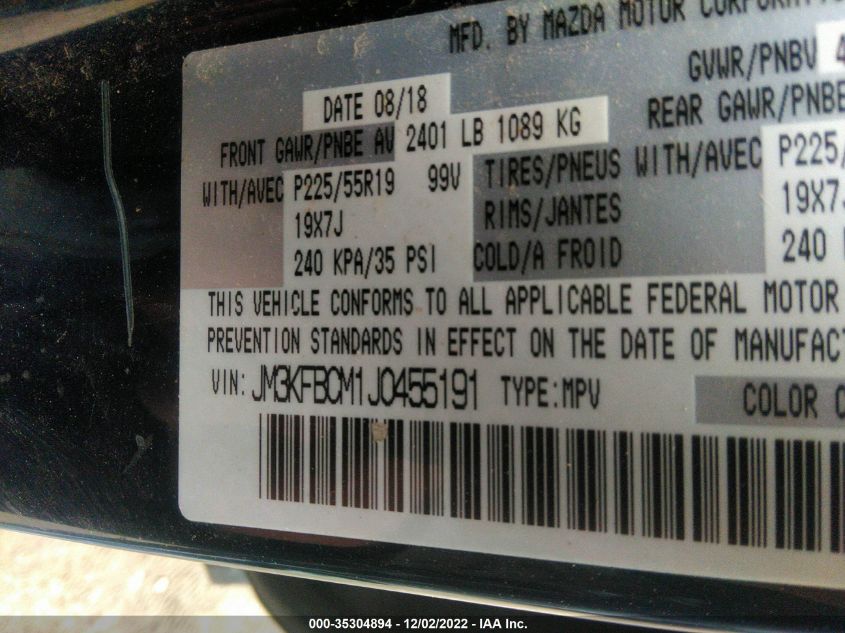 MFD. BY MAZDA MOTOR CORPORAT
GVWR/PNBV 4
DATE 08/18
REAR GAWR/PNBE
FRONT GAWR/PNBE AV 2401 LB 1089 KG
WITH/AVEC P225/55R19 99V TIRES/PNEUS WITH/AVEC P225/
19X7J RIMS/JANTES 19X7J
240 KPA/35 PSI COLD/A FROID 240
THIS VEHICLE CONFORMS TO ALL APPLICABLE FEDERAL MOTOR
PREVENTION STANDARDS IN EFFECT ON THE DATE OF MANUFACT
VIN: JM3KFBCM1J0455191 TYPE:MPV COLOR C
000-35304894 - 12/02/2022 - IAA Inc.